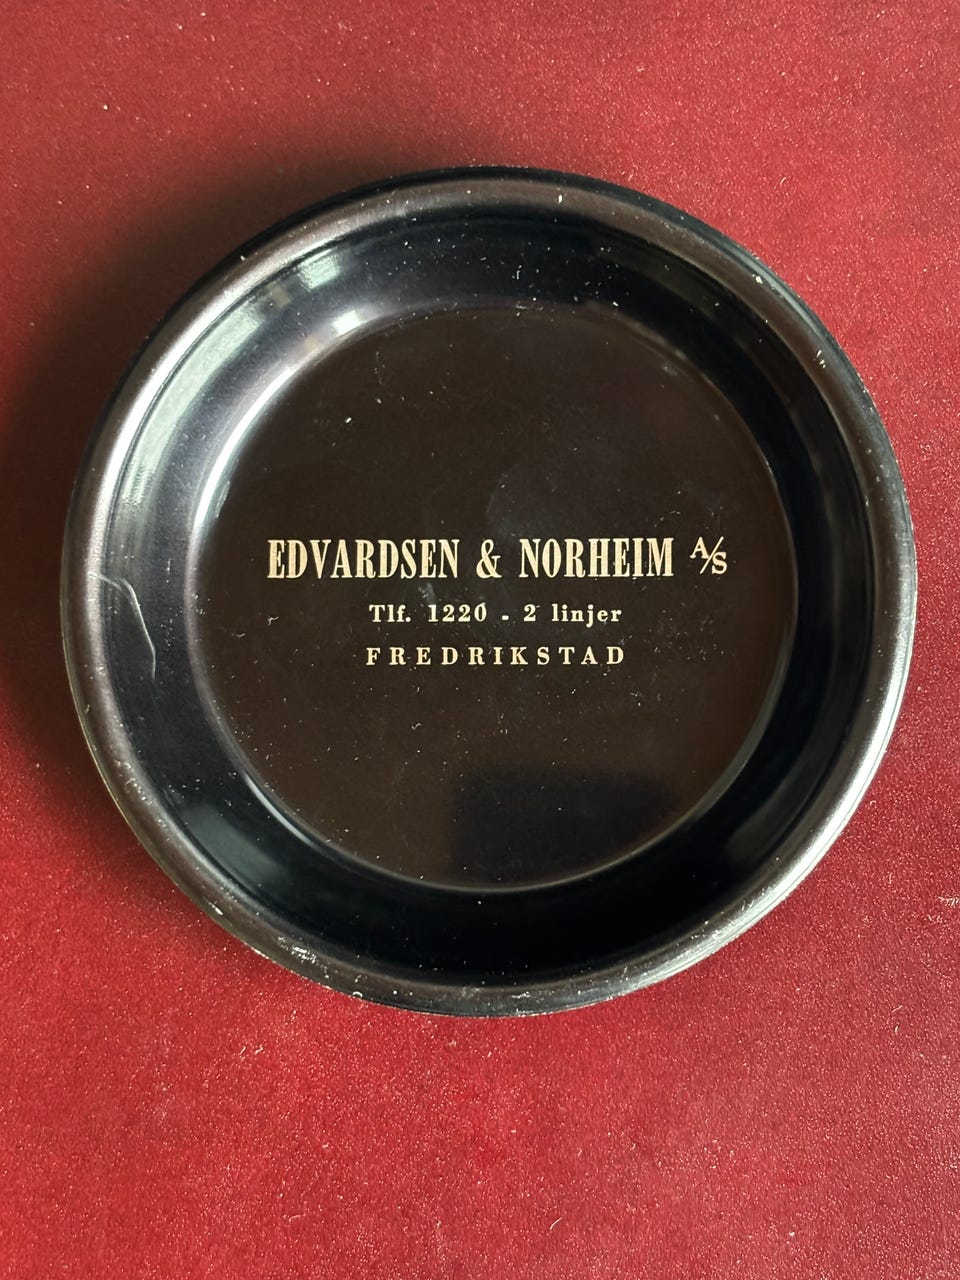 EDVARDSEN & NORHEIM A/S
Tlf. 1220 - 2 linjer
FREDRIKSTAD